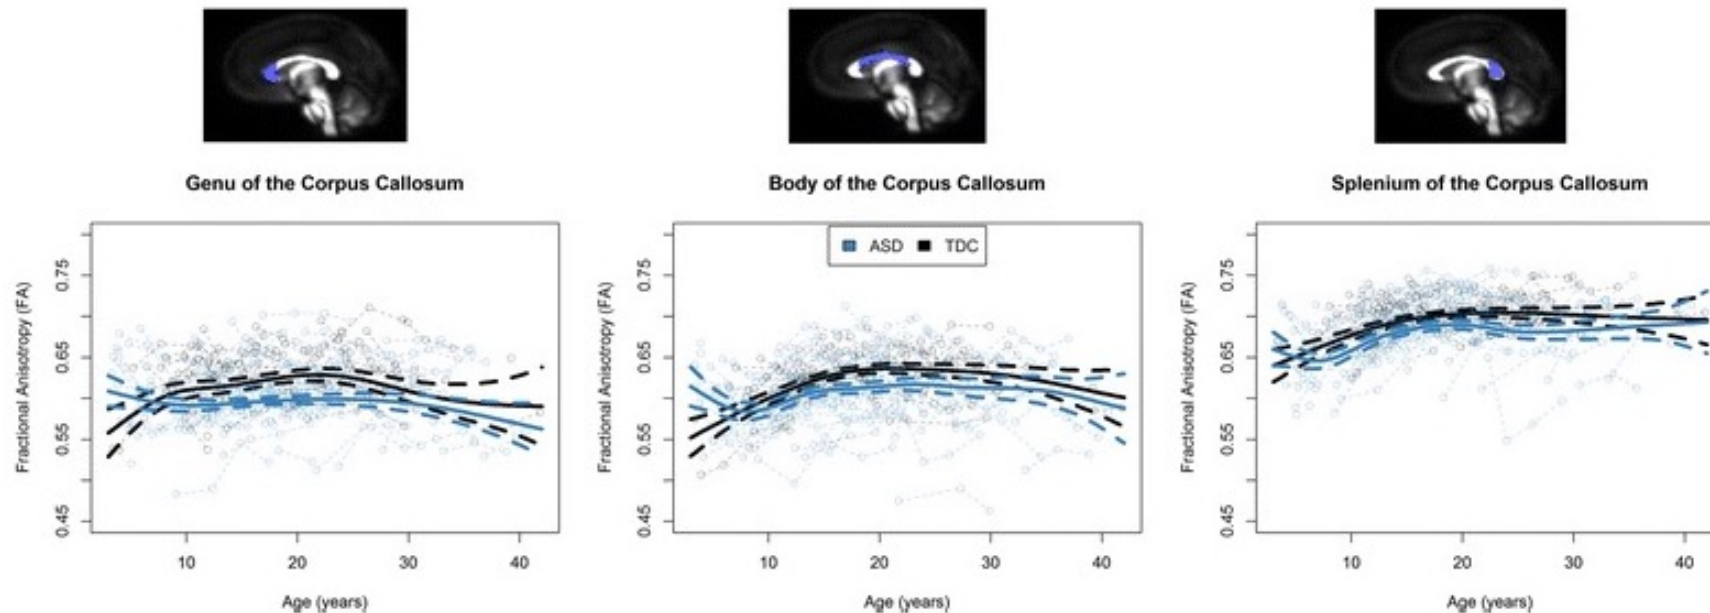 Genu of the Corpus Callosum
Fractional Anisotropy (FA)
0.75
0.65
0.55
0.45
10 20 30 40
Age (years)
Body of the Corpus Callosum
ASD TDC
Fractional Anisotropy (FA)
0.75
0.65
0.55
0.45
10 20 30 40
Age (years)
Splenium of the Corpus Callosum
Fractional Anisotropy (FA)
0.75
0.65
0.55
0.45
10 20 30 40
Age (years)